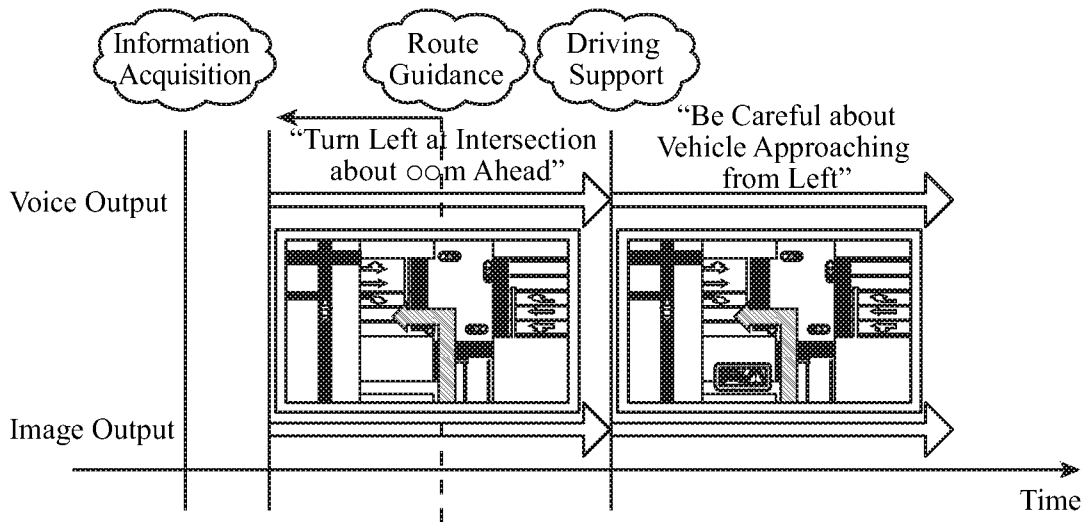 Information
Acquisition
Route
Guidance
Driving
Support
“Turn Left at Intersection
about ○○m Ahead”
“Be Careful about
Vehicle Approaching
from Left”
Voice Output
Image Output
Time